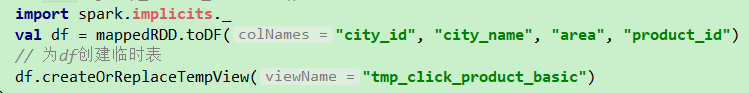 import spark.implicits._
val df = mappedRDD.toDF( colNames = "city_id", "city_name", "area", "product_id")
// 为df创建临时表
df.createOrReplaceTempView( viewName = "tmp_click_product_basic")